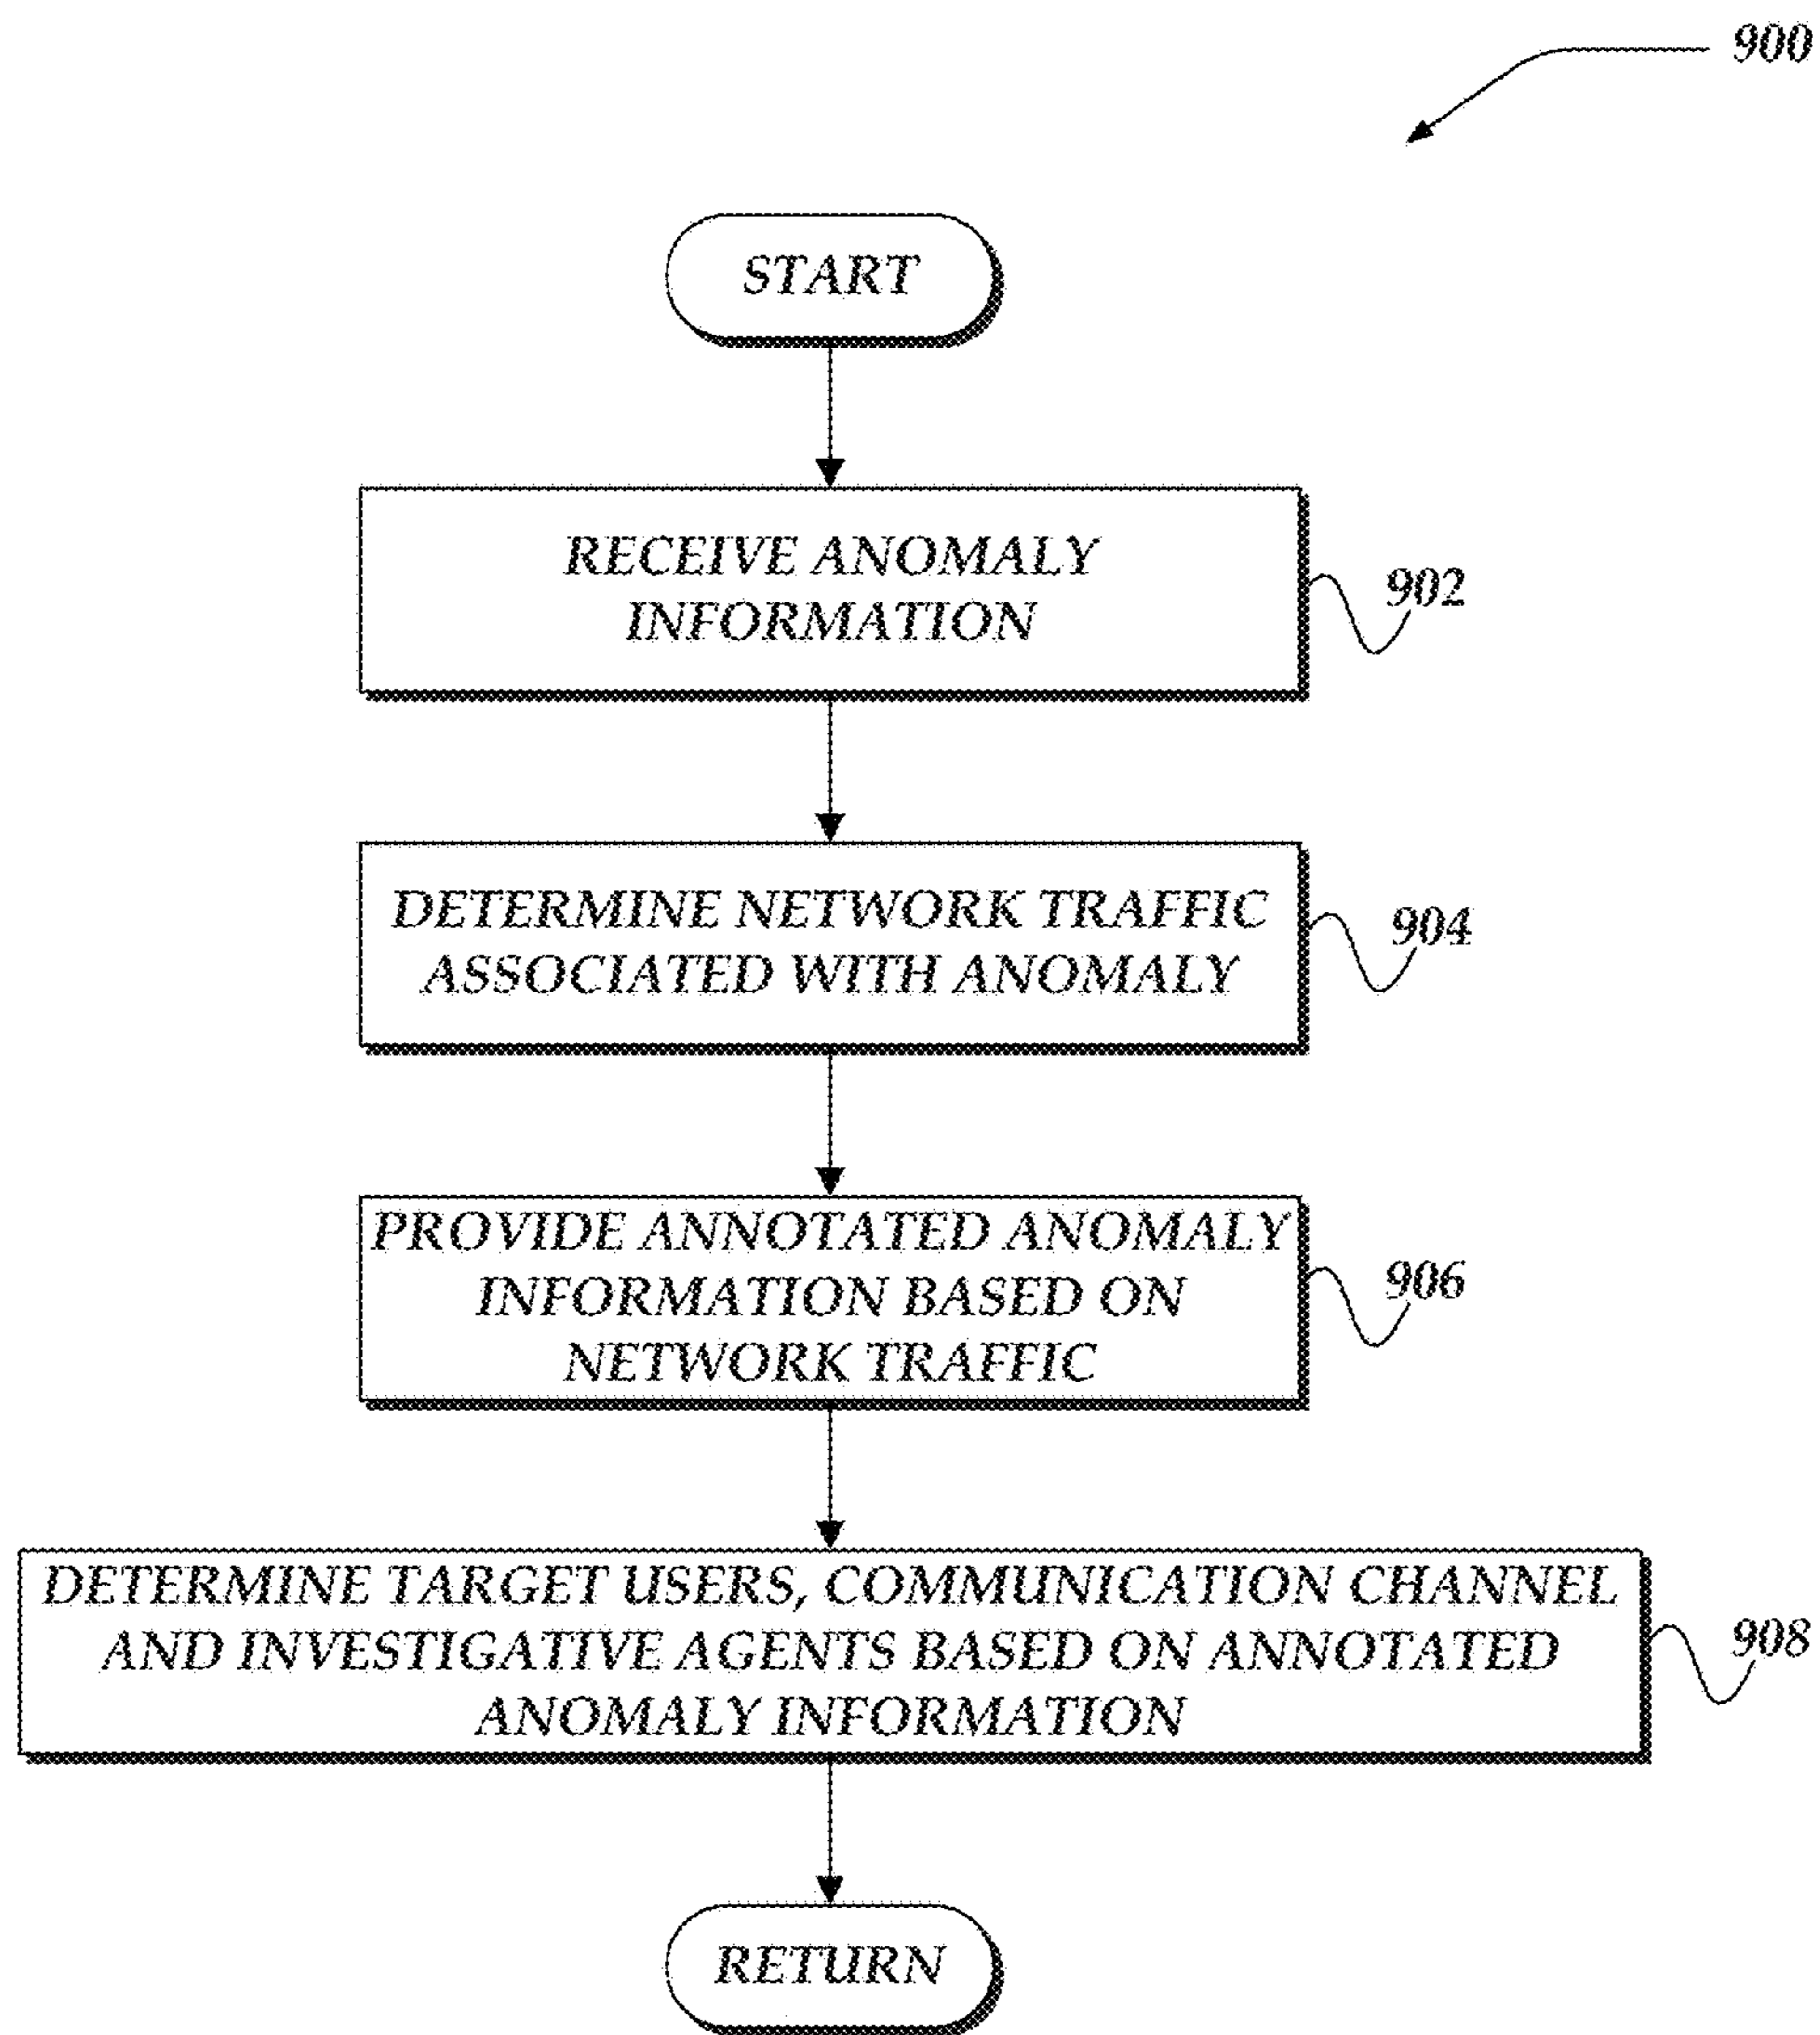 900
START
RECEIVE ANOMALY
INFORMATION
902
DETERMINE NETWORK TRAFFIC
ASSOCIATED WITH ANOMALY
904
PROVIDE ANNOTATED ANOMALY
INFORMATION BASED ON
NETWORK TRAFFIC
906
DETERMINE TARGET USERS, COMMUNICATION CHANNEL
AND INVESTIGATIVE AGENTS BASED ON ANNOTATED
ANOMALY INFORMATION
908
RETURN